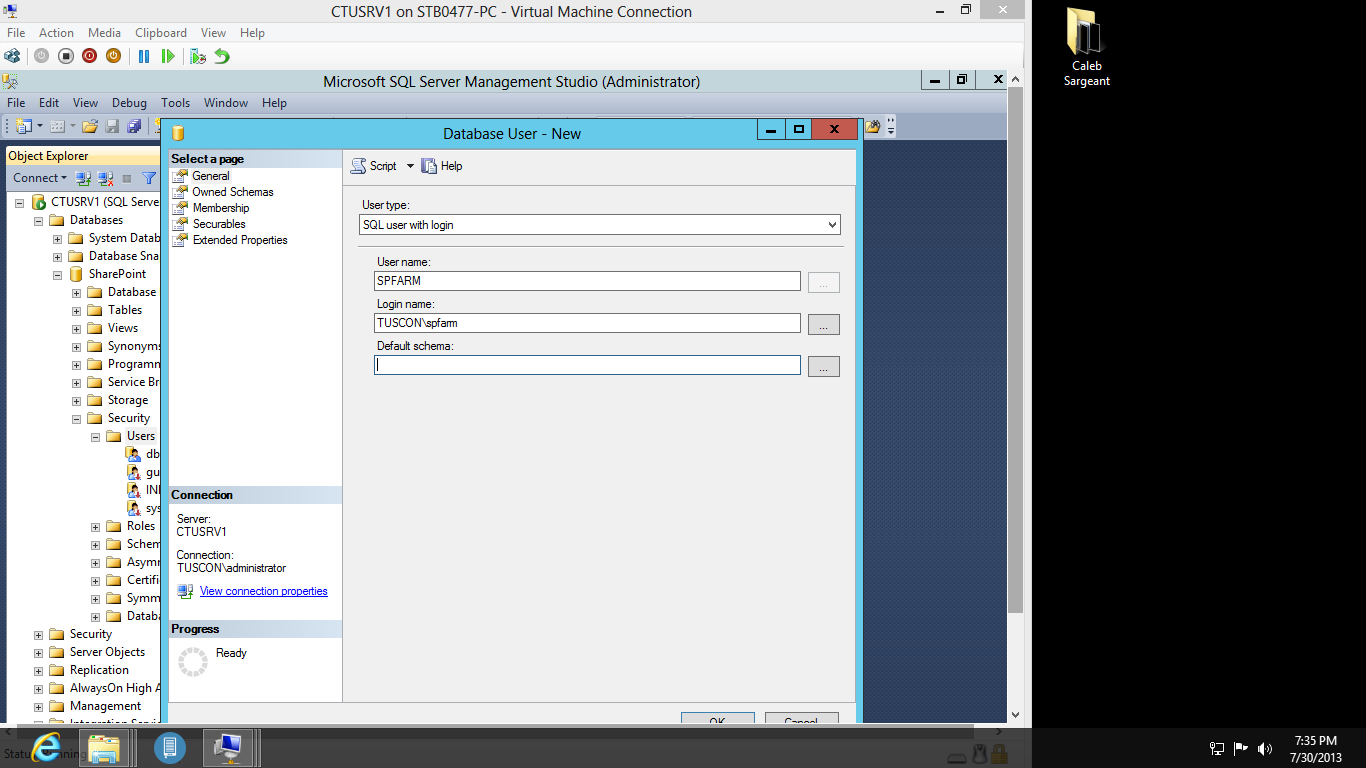 CTUSRV1 on STB0477-PC - Virtual Machine Connection
File Action Media Clipboard View Help
Microsoft SQL Server Management Studio (Administrator)
File Edit View Debug Tools Window Help
Database User - New
Object Explorer
Connect
CTUSRV1 (SQL Serve
Databases
System Datab
Database Sna
SharePoint
Database
Tables
Views
Synonyms
Programm
Service Br
Storage
Security
Users
db
gu
INI
sys
Roles
Schem
Asymm
Certifi
Symm
Databa
Security
Server Objects
Replication
AlwaysOn High A
Management
Integration Servic
Select a page
General
Owned Schemas
Membership
Securables
Extended Properties
Connection
Server:
CTUSRV1
Connection:
TUSCON\administrator
View connection properties
Progress
Ready
Script Help
User type:
SQL user with login
User name:
SPFARM
...
Login name:
TUSCON\spfarm
...
Default schema:
...
OK Cancel
Caleb
Sargeant
7:35 PM
7/30/2013